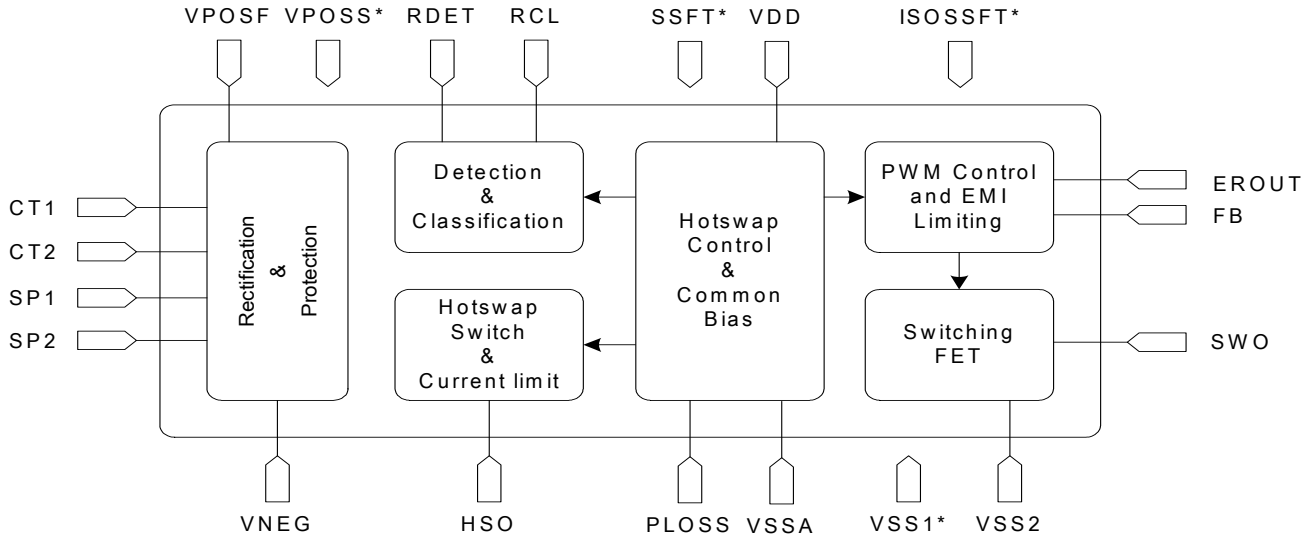 VPOSF VPOSS* RDET RCL SSFT* VDD ISOSSFT*
CT1
CT2
SP1
SP2
Rectification
&
Protection
Detection
&
Classification
Hotswap
Switch
&
Current limit
Hotswap
Control
&
Common
Bias
PWM Control
and EMI
Limiting
Switching
FET
EROUT
FB
SWO
VNEG HSO PLOSS VSSA VSS1* VSS2